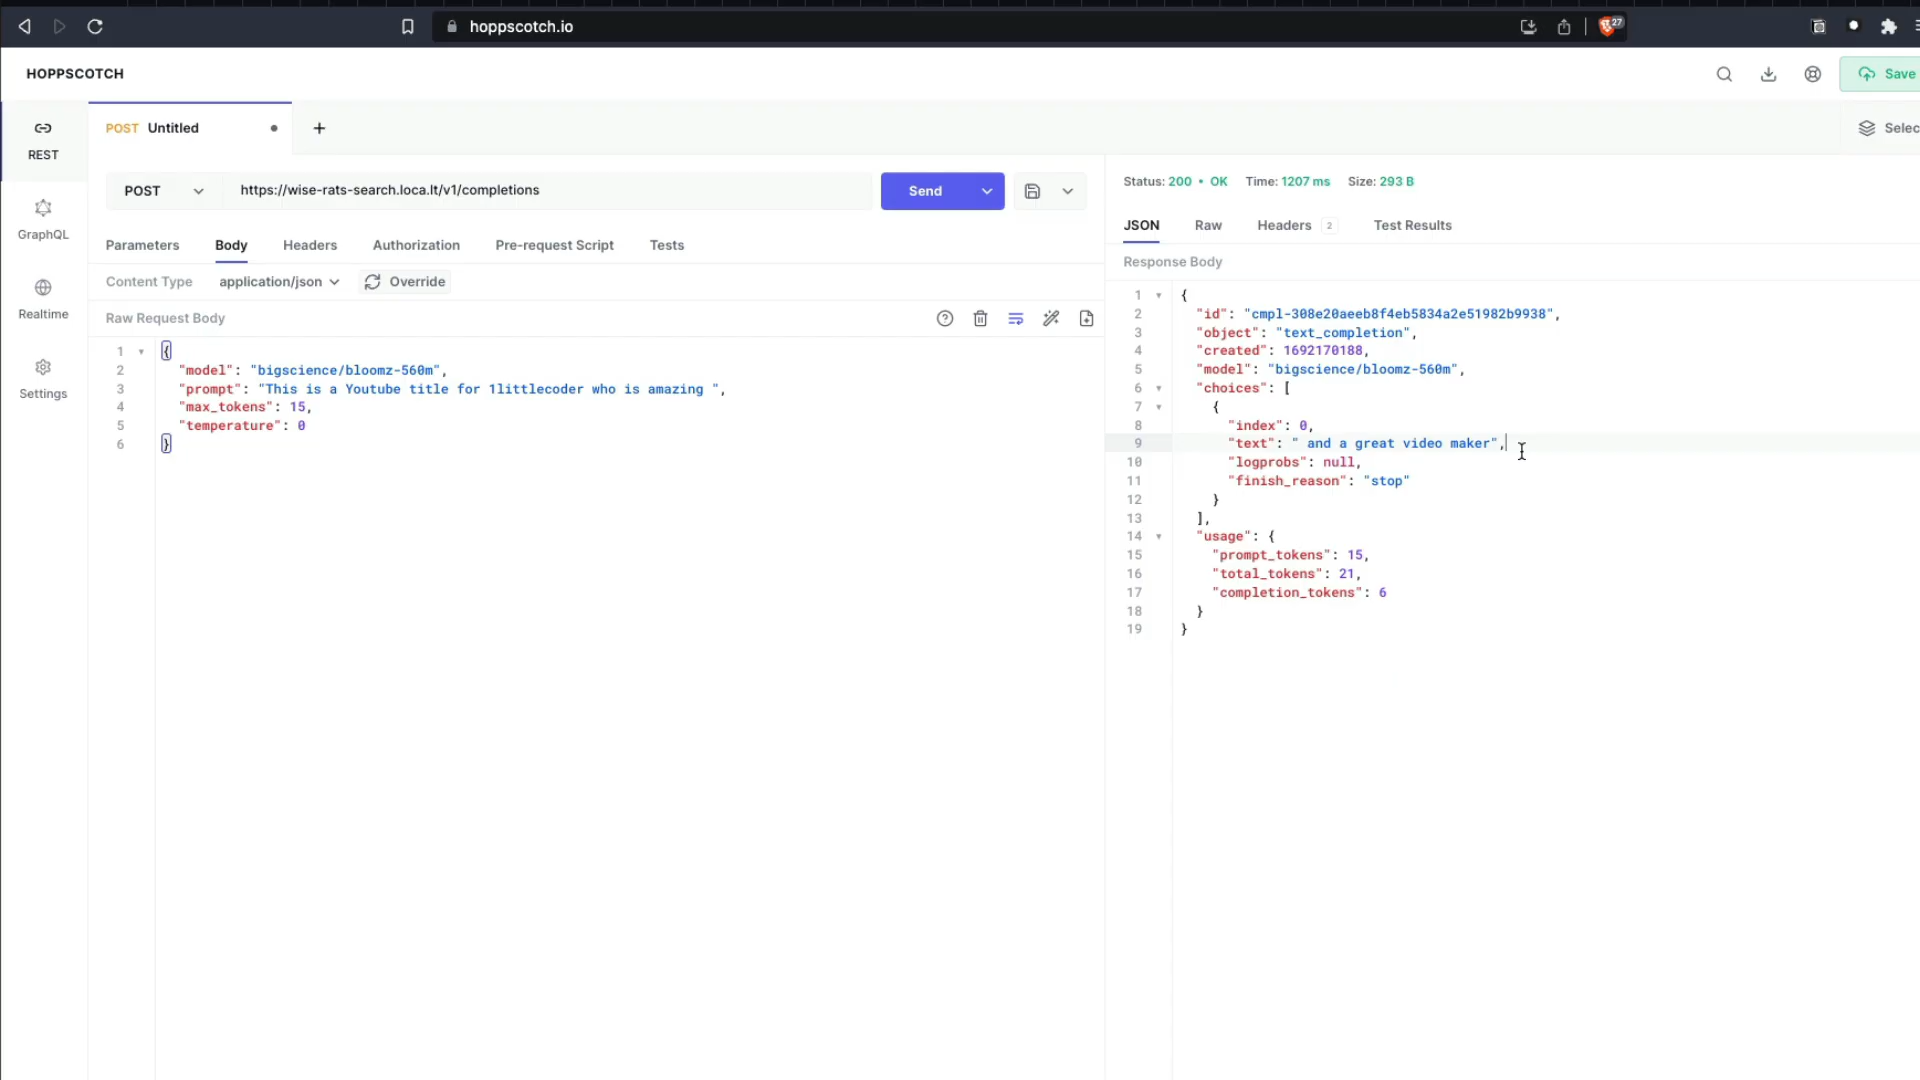 hoppscotch.io
27
HOPPSCOTCH
Save
REST
GraphQL
Realtime
Settings
POST Untitled
Selec
POST
https://wise-rats-search.loca.lt/v1/completions
Send
Parameters Body Headers Authorization Pre-request Script Tests
Content Type application/json Override
Raw Request Body
1 {
2 "model": "bigscience/bloomz-560m",
3 "prompt": "This is a Youtube title for 1littlecoder who is amazing ",
4 "max_tokens": 15,
5 "temperature": 0
6 }
Status: 200 • OK Time: 1207 ms Size: 293 B
JSON Raw Headers 2 Test Results
Response Body
1 {
2 "id": "cmpl-308e20aeeb8f4eb5834a2e51982b9938",
3 "object": "text_completion",
4 "created": 1692170188,
5 "model": "bigscience/bloomz-560m",
6 "choices": [
7 {
8 "index": 0,
9 "text": " and a great video maker",
10 "logprobs": null,
11 "finish_reason": "stop"
12 }
13 ],
14 "usage": {
15 "prompt_tokens": 15,
16 "total_tokens": 21,
17 "completion_tokens": 6
18 }
19 }